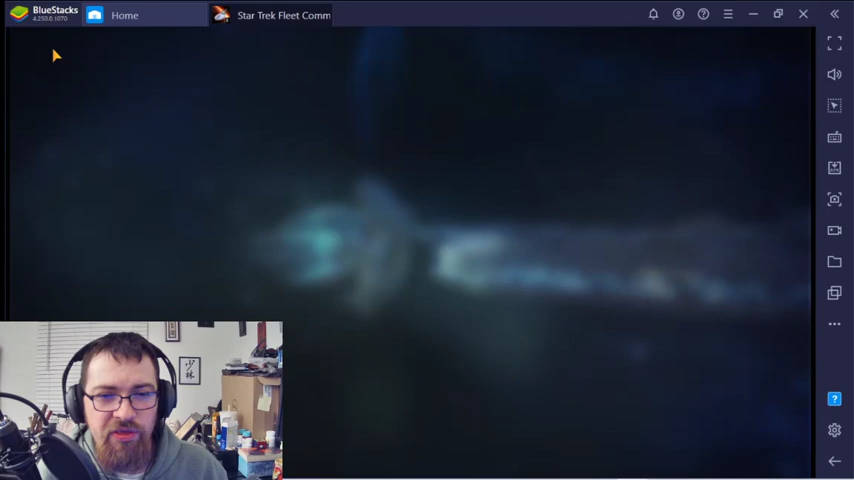 BlueStacks
4.250.0.1070
Home
Star Trek Fleet Comm
少林